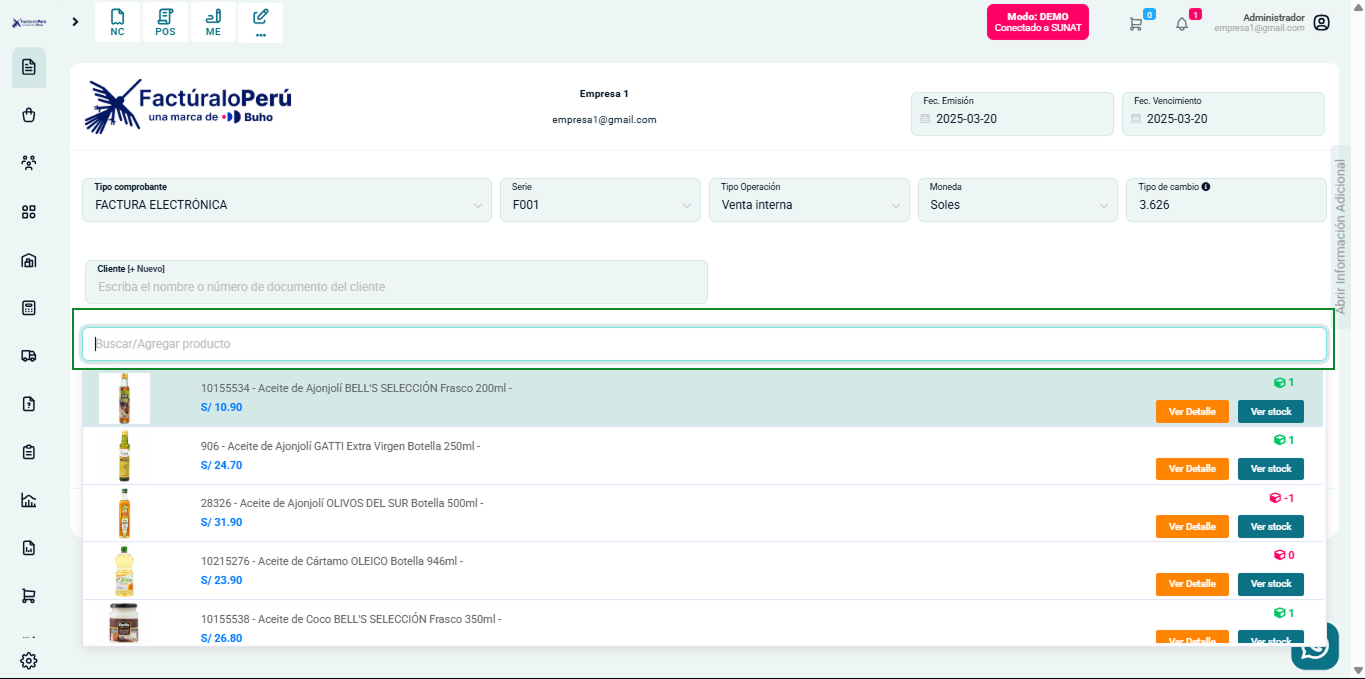 FactúraloPerú
NC
POS
ME
...
Modo: DEMO
Conectado a SUNAT
0
1
Administrador
empresa1@gmail.com
FactúraloPerú
una marca de Buho
Empresa 1
empresa1@gmail.com
Fec. Emisión
2025-03-20
Fec. Vencimiento
2025-03-20
Tipo comprobante
FACTURA ELECTRÓNICA
Serie
F001
Tipo Operación
Venta interna
Moneda
Soles
Tipo de cambio
3.626
Abrir Información Adicional
Cliente [+ Nuevo]
Escriba el nombre o número de documento del cliente
Buscar/Agregar producto
10155534 - Aceite de Ajonjolí BELL'S SELECCIÓN Frasco 200ml -
S/ 10.90
1
Ver Detalle
Ver stock
906 - Aceite de Ajonjolí GATTI Extra Virgen Botella 250ml -
S/ 24.70
1
Ver Detalle
Ver stock
28326 - Aceite de Ajonjolí OLIVOS DEL SUR Botella 500ml -
S/ 31.90
-1
Ver Detalle
Ver stock
10215276 - Aceite de Cártamo OLEICO Botella 946ml -
S/ 23.90
0
Ver Detalle
Ver stock
10155538 - Aceite de Coco BELL'S SELECCIÓN Frasco 350ml -
S/ 26.80
1
Ver Detalle
Ver stock